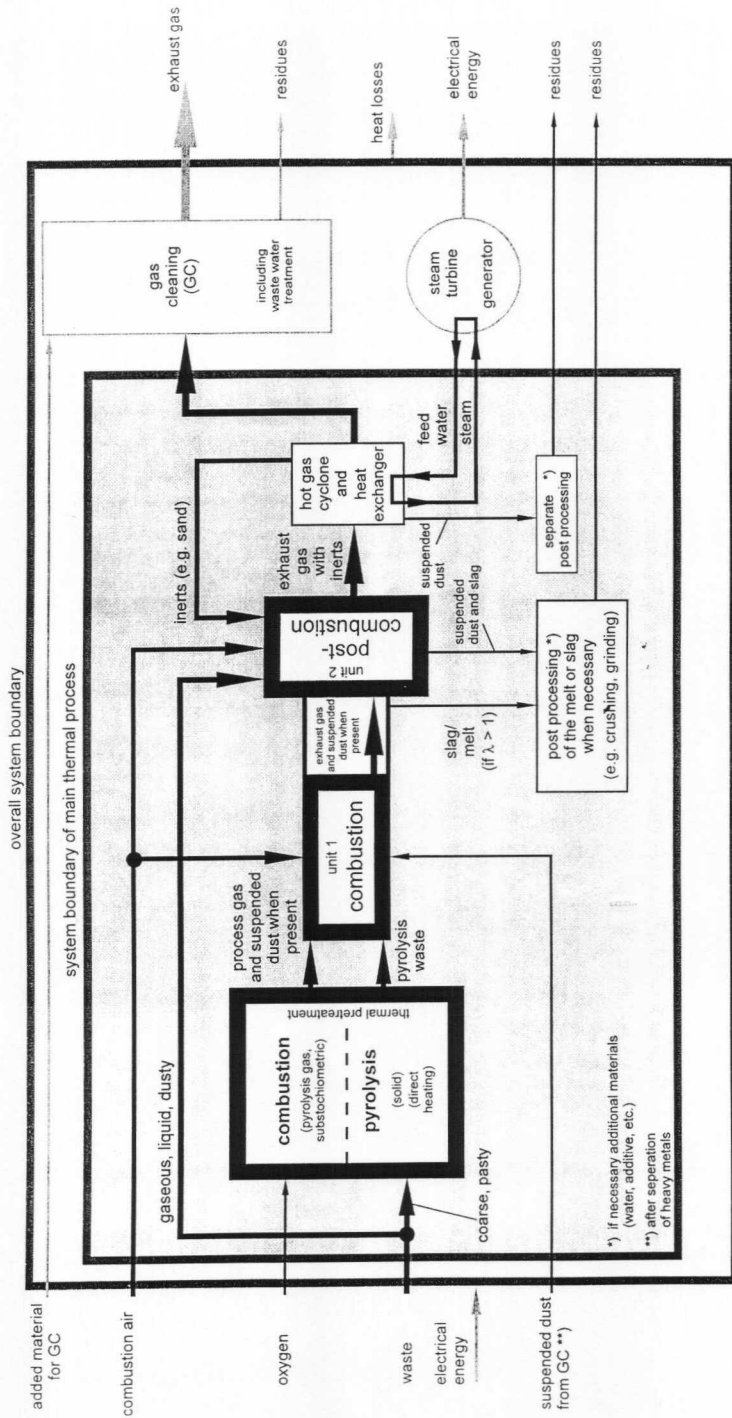 overall system boundary
system boundary of main thermal process
added material
for GC
combustion air
oxygen
waste
electrical
energy
suspended dust
from GC **)
gaseous, liquid, dusty
coarse, pasty
combustion
(pyrolysis gas,
substochiometric)
pyrolysis
(solid)
(direct
heating)
thermal pretreatment
process gas
and suspended
dust when
present
pyrolysis
waste
unit 1
combustion
exhaust gas
and suspended
dust when
present
slag/
melt
(if λ > 1)
unit 2
post-
combustion
Inerts (e.g. sand)
exhaust
gas
with
inerts
suspended
dust and slag
hot gas
cyclone
and
heat
exchanger
suspended
dust
feed
water
steam
gas
cleaning
(GC)
including
waste water
treatment
steam
turbine
generator
separate *)
post processing
post processing *)
of the melt or slag
when necessary
(e.g. crushing, grinding)
exhaust gas
residues
heat losses
electrical
energy
residues
residues
*) if necessary additional materials
(water, additive, etc.)
**) after seperation
of heavy metals